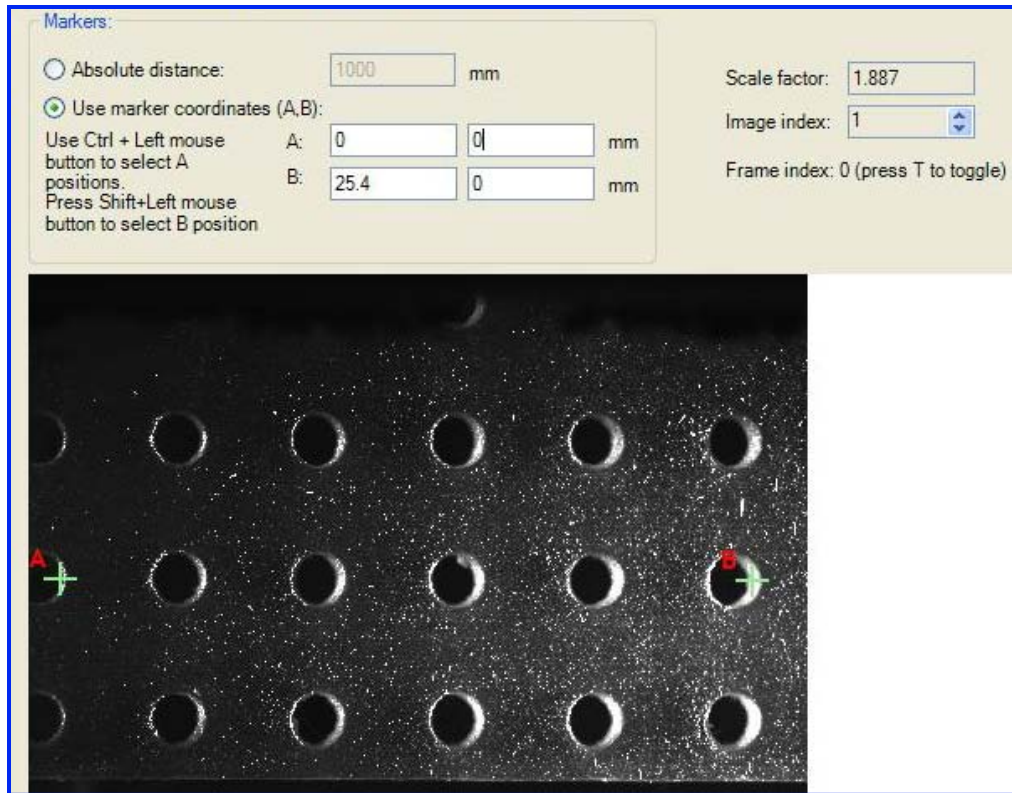 Markers:
Absolute distance: 1000 mm
Use marker coordinates (A,B):
Use Ctrl + Left mouse
button to select A
positions.
Press Shift+Left mouse
button to select B position
A: 0 0 mm
B: 25.4 0 mm
Scale factor: 1.887
Image index: 1
Frame index: 0 (press T to toggle)
A
B